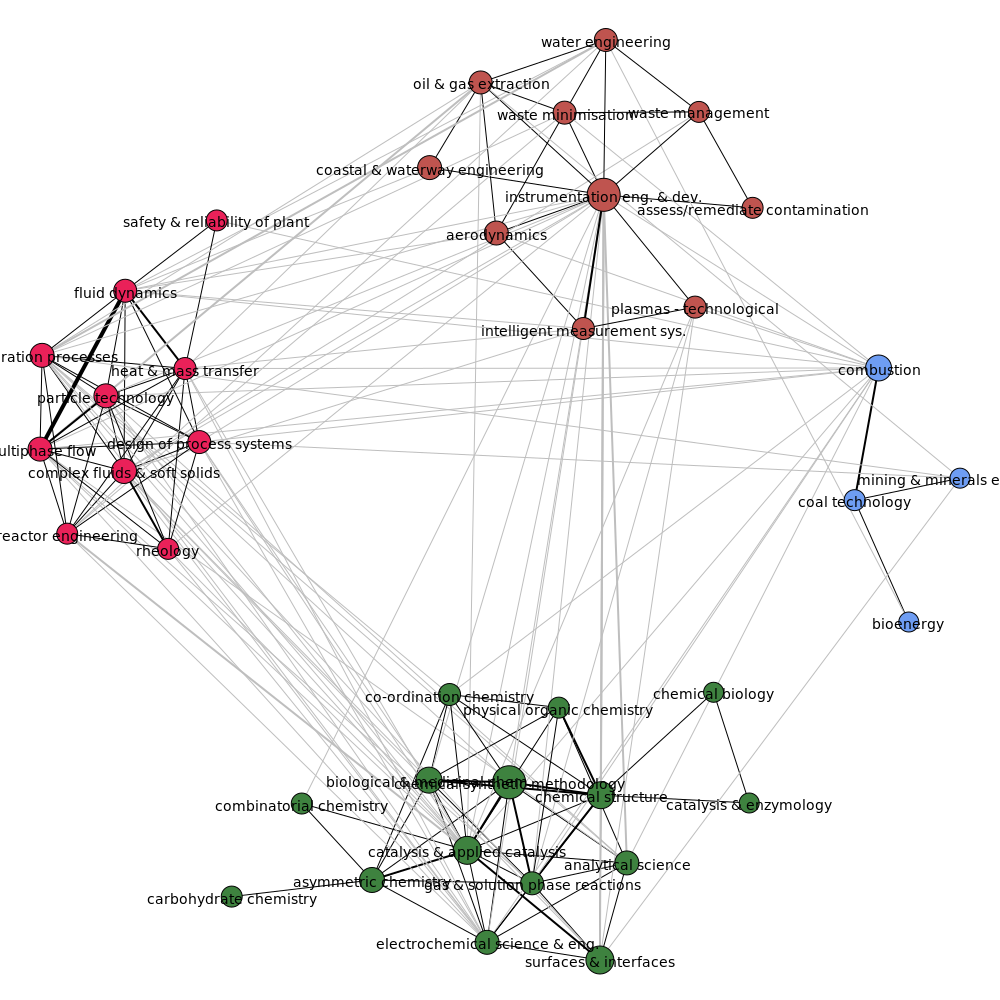 water engineering
oil & gas extraction
waste minimisation
waste management
coastal & waterway engineering
instrumentation eng. & dev.
assess/remediate contamination
safety & reliability of plant
aerodynamics
fluid dynamics
plasmas - technological
intelligent measurement sys.
ration processes
heat & mass transfer
combustion
particle technology
design of process systems
ultiphase flow
complex fluids & soft solids
mining & minerals e
coal technology
reactor engineering
rheology
bioenergy
co-ordination chemistry
chemical biology
physical organic chemistry
biological & medicinal chem.
chemical synthetic methodology
chemical structure
combinatorial chemistry
catalysis & enzymology
catalysis & applied catalysis
analytical science
asymmetric chemistry
gas & solution phase reactions
carbohydrate chemistry
electrochemical science & eng.
surfaces & interfaces